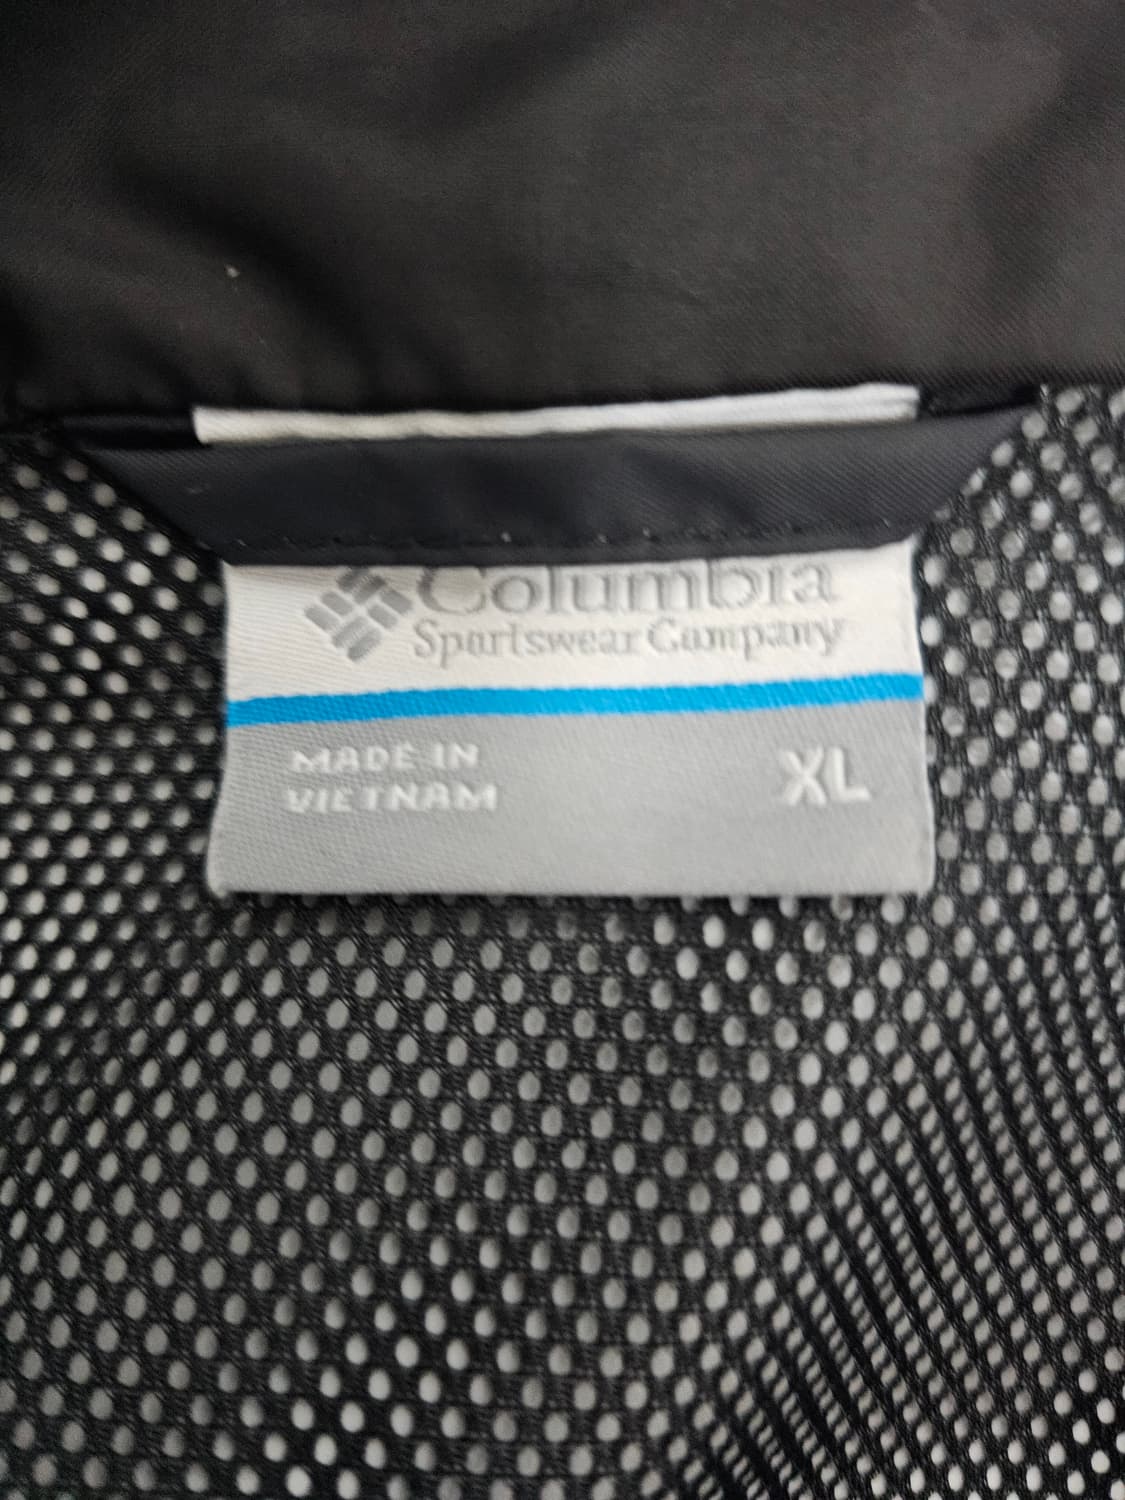 Columbia
Sportswear Company
MADE IN
VIETNAM
XL